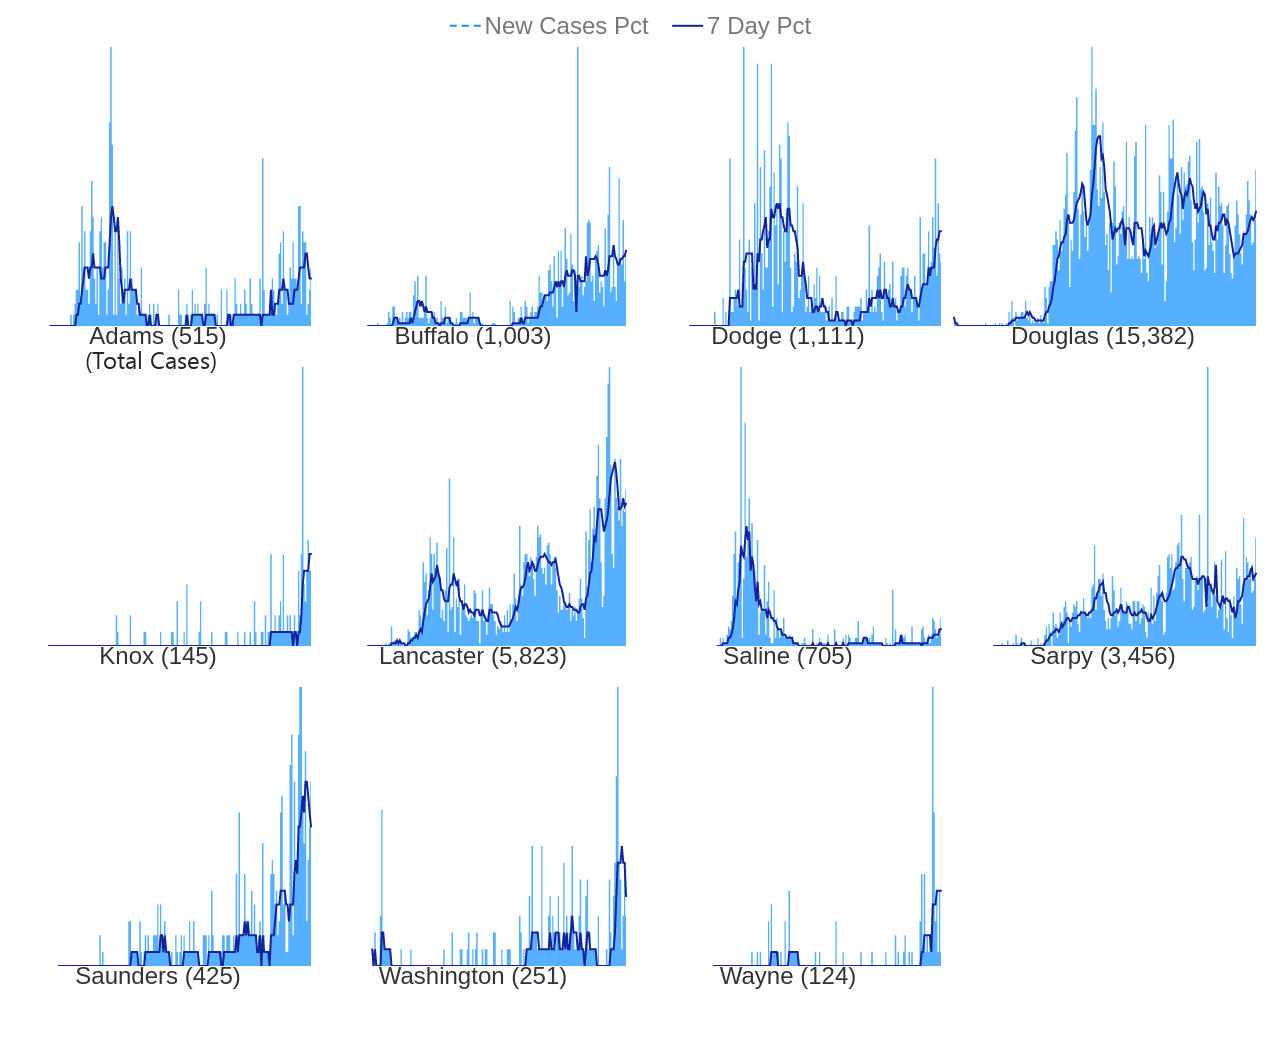 New Cases Pct 7 Day Pct
Adams (515) Buffalo (1,003) Dodge (1,111) Douglas (15,382)
(Total Cases)
Knox (145) Lancaster (5,823) Saline (705) Sarpy (3,456)
Saunders (425) Washington (251) Wayne (124)